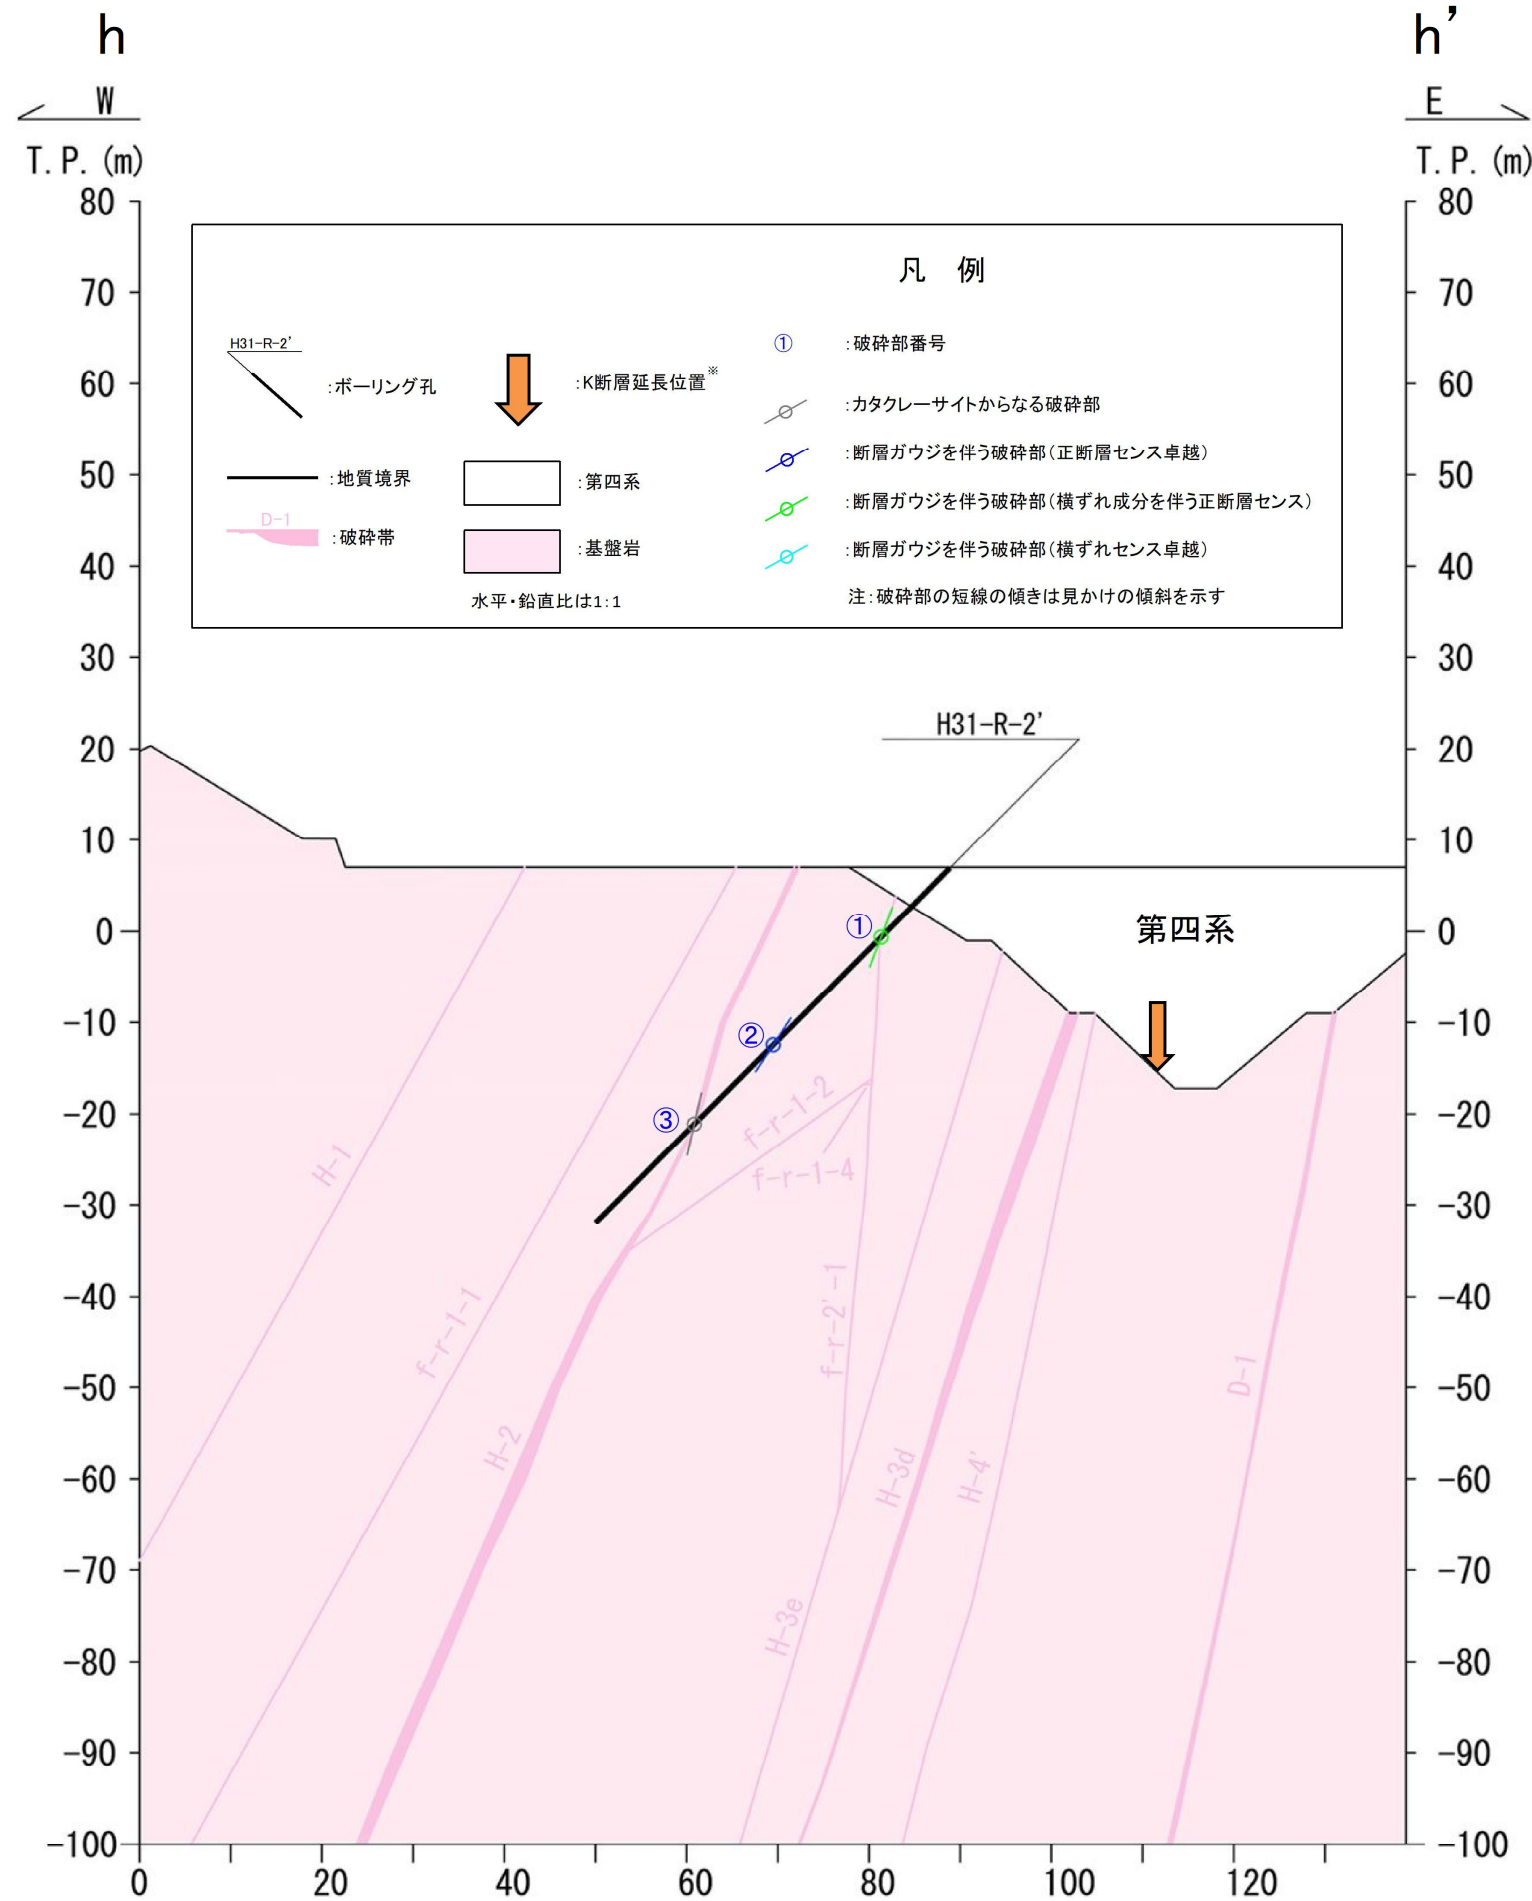 h
h’
W
E
T.P.(m)
T.P.(m)
80
70
60
50
40
30
20
10
0
-10
-20
-30
-40
-50
-60
-70
-80
-90
-100
80
70
60
50
40
30
20
10
0
-10
-20
-30
-40
-50
-60
-70
-80
-90
-100
凡 例
H31-R-2’
:ボーリング孔
:地質境界
D-1
:破砕帯
:K断層延長位置※
:第四系
:基盤岩
水平・鉛直比は1:1
①
:破砕部番号
:カタクレーサイトからなる破砕部
:断層ガウジを伴う破砕部(正断層センス卓越)
:断層ガウジを伴う破砕部(横ずれ成分を伴う正断層センス)
:断層ガウジを伴う破砕部(横ずれセンス卓越)
注:破砕部の短線の傾きは見かけの傾斜を示す
H31-R-2’
第四系
①
②
③
H-1
f-r-1-1
H-2
f-r-1-2
f-r-1-4
f-r-2'-1
H-3e
H-3d
H-4'
D-1
0
20
40
60
80
100
120